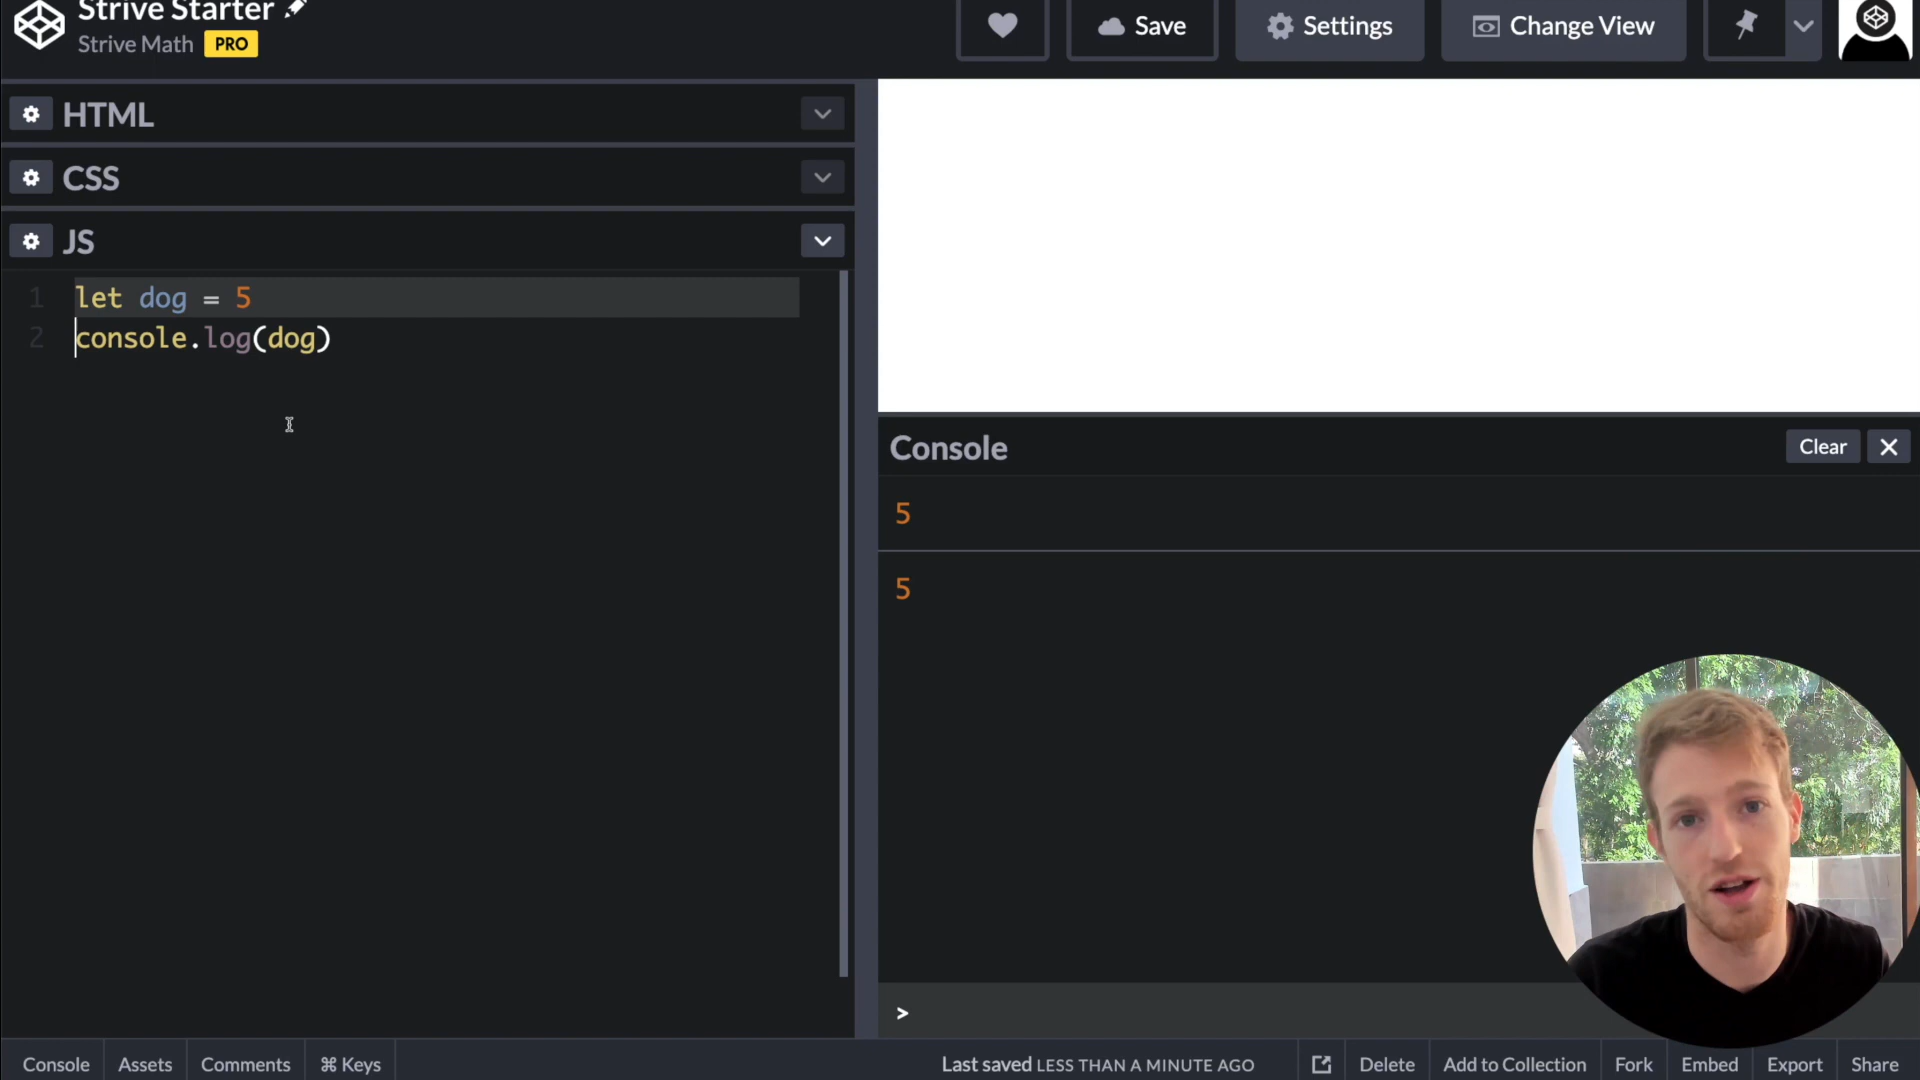 Strive Starter
Strive Math PRO
Save
Settings
Change View
HTML
CSS
JS
1 let dog = 5
2 console.log(dog)
Console
Clear
5
5
>
Console
Assets
Comments
⌘ Keys
Last saved LESS THAN A MINUTE AGO
Delete
Add to Collection
Fork
Embed
Export
Share